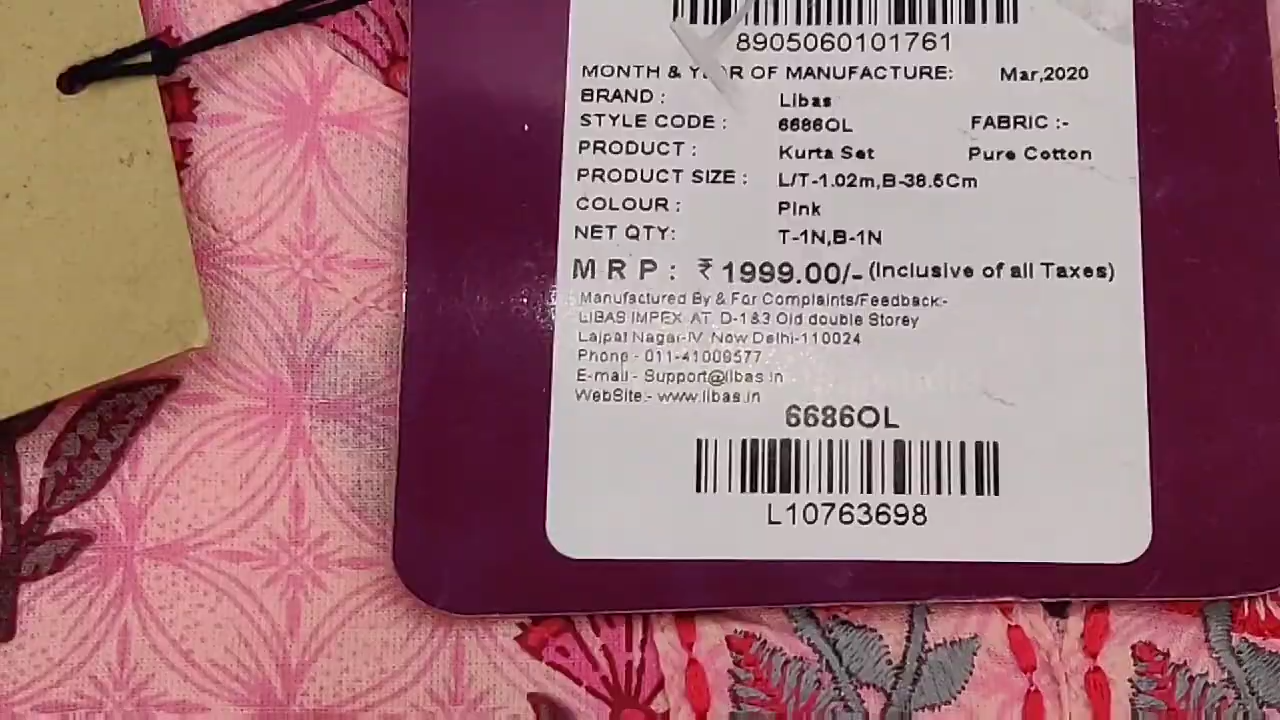 8905060101761
MONTH & YEAR OF MANUFACTURE: Mar,2020
BRAND : Libas
STYLE CODE : 6686OL FABRIC :-
PRODUCT : Kurta Set Pure Cotton
PRODUCT SIZE : L/T-1.02m,B-38.5Cm
COLOUR : Pink
NET QTY: T-1N,B-1N
MRP: ₹1999.00/- (Inclusive of all Taxes)
Manufactured By & For Complaints/Feedback:-
LIBAS IMPEX AT D-1&3 Old double Storey
Lajpat Nagar-IV New Delhi-110024
Phone - 011-41009577
E-mail - Support@libas.in
WebSite:- www.libas.in
6686OL
L10763698